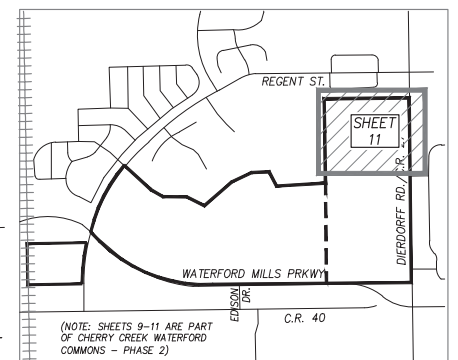 REGENT ST.
SHEET
11
DIERDORFF RD./C.R.
WATERFORD MILLS PRKWY
EDISON
DR.
C.R. 40
(NOTE: SHEETS 9-11 ARE PART
OF CHERRY CREEK WATERFORD
COMMONS - PHASE 2)